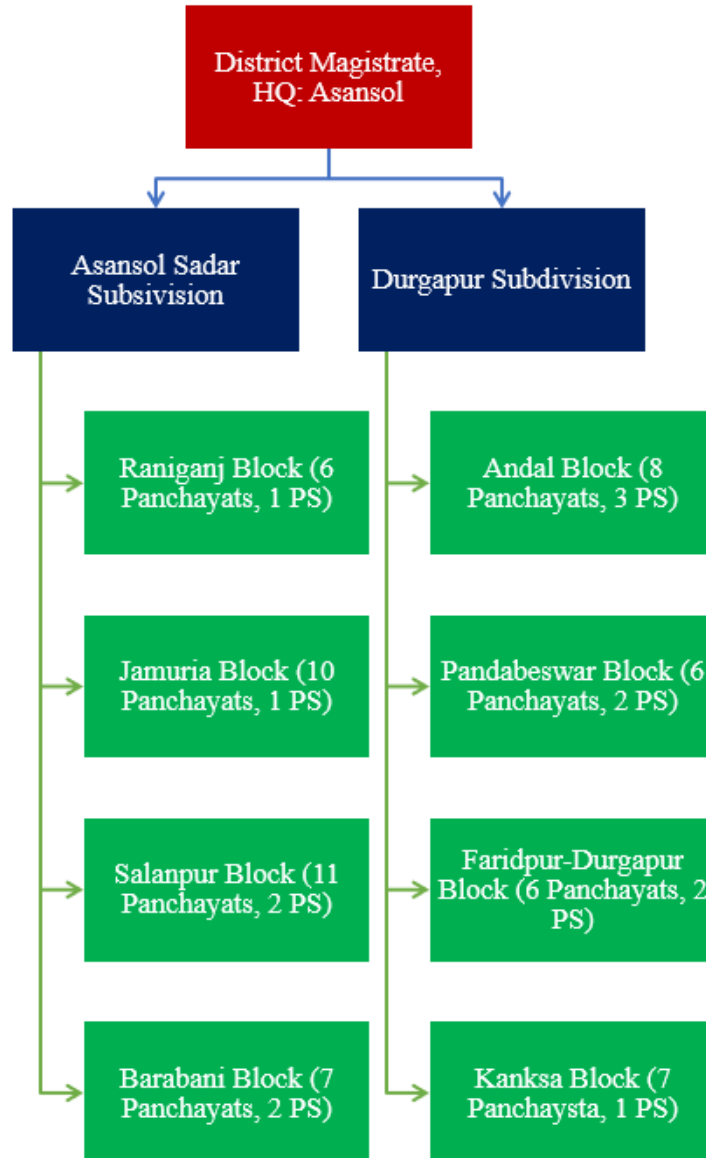 District Magistrate,
HQ: Asansol
Asansol Sadar
Subsivision
Durgapur Subdivision
Raniganj Block (6
Panchayats, 1 PS)
Andal Block (8
Panchayats, 3 PS)
Jamuria Block (10
Panchayats, 1 PS)
Pandabeswar Block (6
Panchayats, 2 PS)
Salanpur Block (11
Panchayats, 2 PS)
Faridpur-Durgapur
Block (6 Panchayats, 2
PS)
Barabani Block (7
Panchayats, 2 PS)
Kanksa Block (7
Panchaysta, 1 PS)